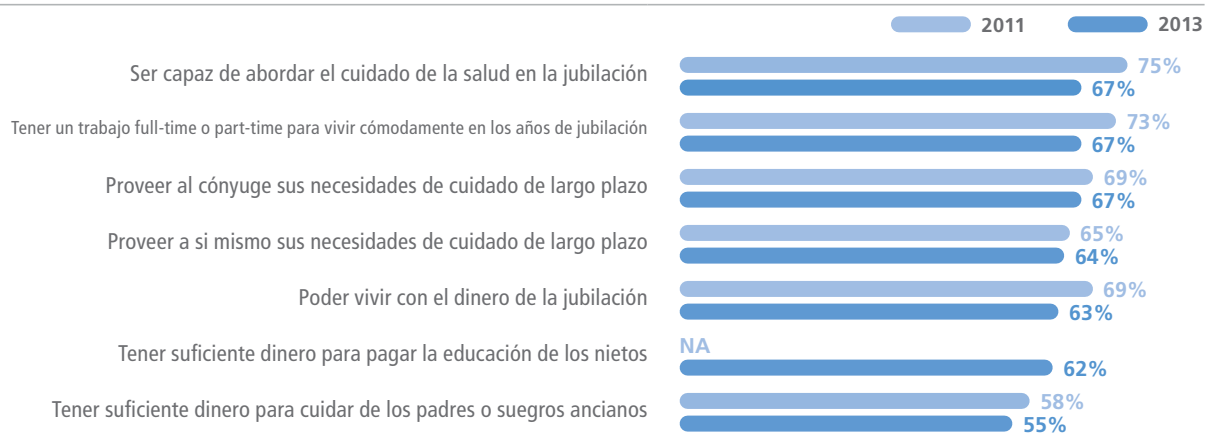 2011 2013
Ser capaz de abordar el cuidado de la salud en la jubilación 75%
67%
Tener un trabajo full-time o part-time para vivir cómodamente en los años de jubilación 73%
67%
Proveer al cónyuge sus necesidades de cuidado de largo plazo 69%
67%
Proveer a si mismo sus necesidades de cuidado de largo plazo 65%
64%
Poder vivir con el dinero de la jubilación 69%
63%
Tener suficiente dinero para pagar la educación de los nietos NA
62%
Tener suficiente dinero para cuidar de los padres o suegros ancianos 58%
55%